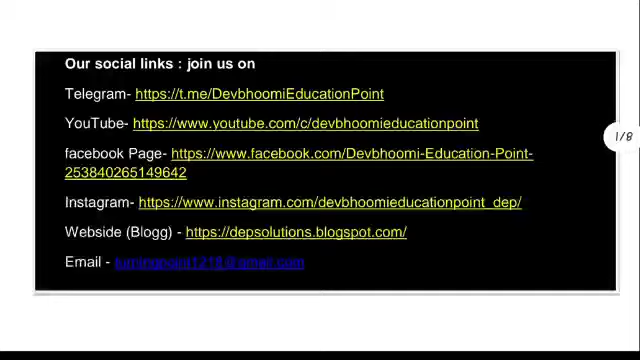 Our social links : join us on
Telegram- https://t.me/DevbhoomiEducationPoint
YouTube- https://www.youtube.com/c/devbhoomieducationpoint
facebook Page- https://www.facebook.com/Devbhoomi-Education-Point-
253840265149642
Instagram- https://www.instagram.com/devbhoomieducationpoint_dep/
Webside (Blogg) - https://depsolutions.blogspot.com/
Email -
1/8